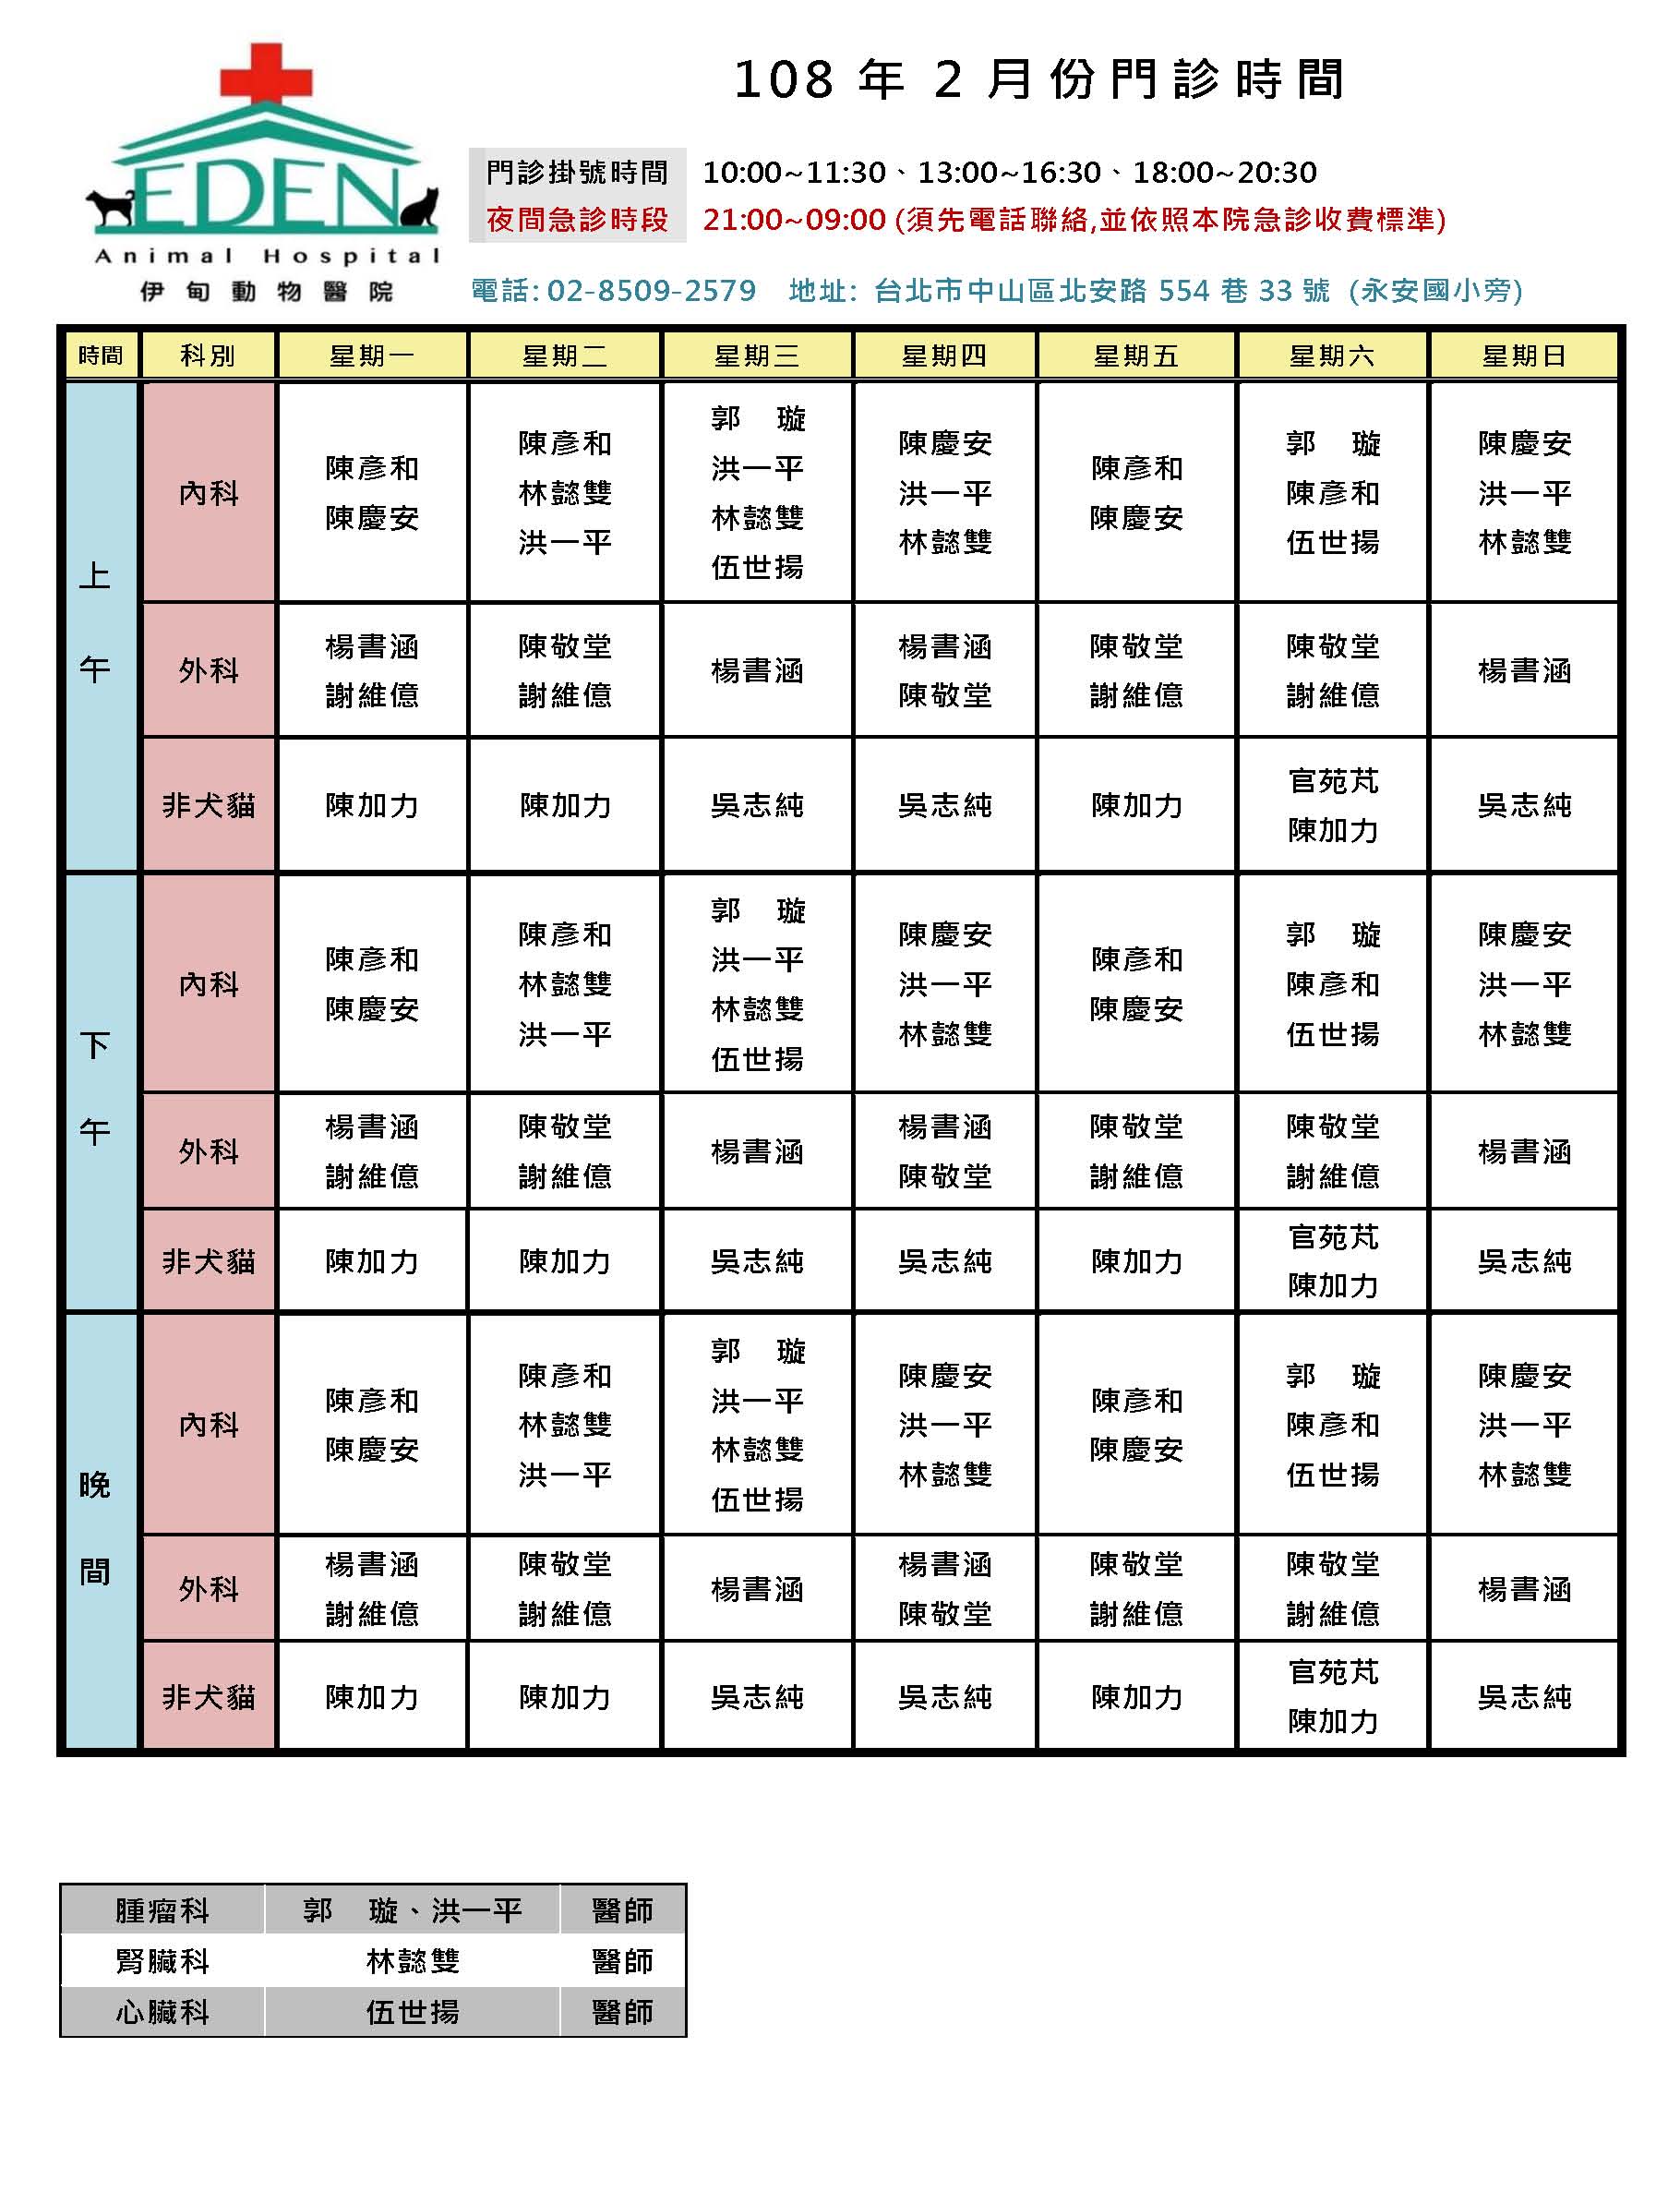 108 年 2 月份門診時間
EDEN
Animal Hospital
伊甸動物醫院
門診掛號時間 10:00~11:30、13:00~16:30、18:00~20:30
夜間急診時段 21:00~09:00 (須先電話聯絡,並依照本院急診收費標準)
電話: 02-8509-2579 地址: 台北市中山區北安路 554 巷 33 號 (永安國小旁)
時間 科別 星期一 星期二 星期三 星期四 星期五 星期六 星期日
上午
內科
陳彥和
陳慶安
陳彥和
林懿雙
洪一平
郭 璇
洪一平
林懿雙
伍世揚
陳慶安
洪一平
林懿雙
陳彥和
陳慶安
郭 璇
陳彥和
伍世揚
陳慶安
洪一平
林懿雙
外科
楊書涵
謝維億
陳敬堂
謝維億
楊書涵
楊書涵
陳敬堂
陳敬堂
謝維億
陳敬堂
謝維億
楊書涵
非犬貓
陳加力
陳加力
吳志純
吳志純
陳加力
官苑芃
陳加力
吳志純
下午
內科
陳彥和
陳慶安
陳彥和
林懿雙
洪一平
郭 璇
洪一平
林懿雙
伍世揚
陳慶安
洪一平
林懿雙
陳彥和
陳慶安
郭 璇
陳彥和
伍世揚
陳慶安
洪一平
林懿雙
外科
楊書涵
謝維億
陳敬堂
謝維億
楊書涵
楊書涵
陳敬堂
陳敬堂
謝維億
陳敬堂
謝維億
楊書涵
非犬貓
陳加力
陳加力
吳志純
吳志純
陳加力
官苑芃
陳加力
吳志純
晚間
內科
陳彥和
陳慶安
陳彥和
林懿雙
洪一平
郭 璇
洪一平
林懿雙
伍世揚
陳慶安
洪一平
林懿雙
陳彥和
陳慶安
郭 璇
陳彥和
伍世揚
陳慶安
洪一平
林懿雙
外科
楊書涵
謝維億
陳敬堂
謝維億
楊書涵
楊書涵
陳敬堂
陳敬堂
謝維億
陳敬堂
謝維億
楊書涵
非犬貓
陳加力
陳加力
吳志純
吳志純
陳加力
官苑芃
陳加力
吳志純
腫瘤科 郭 璇、洪一平 醫師
腎臟科 林懿雙 醫師
心臟科 伍世揚 醫師